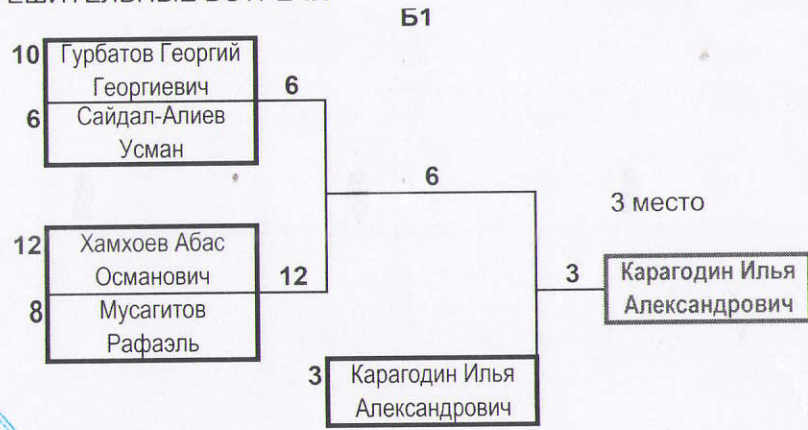 Б1
10 Гурбатов Георгий
Георгиевич
6
6 Сайдал-Алиев
Усман
6
3 место
12 Хамхоев Абас
Османович
12
8 Мусагитов
Рафаэль
3
Карагодин Илья
Александрович
3 Карагодин Илья
Александрович